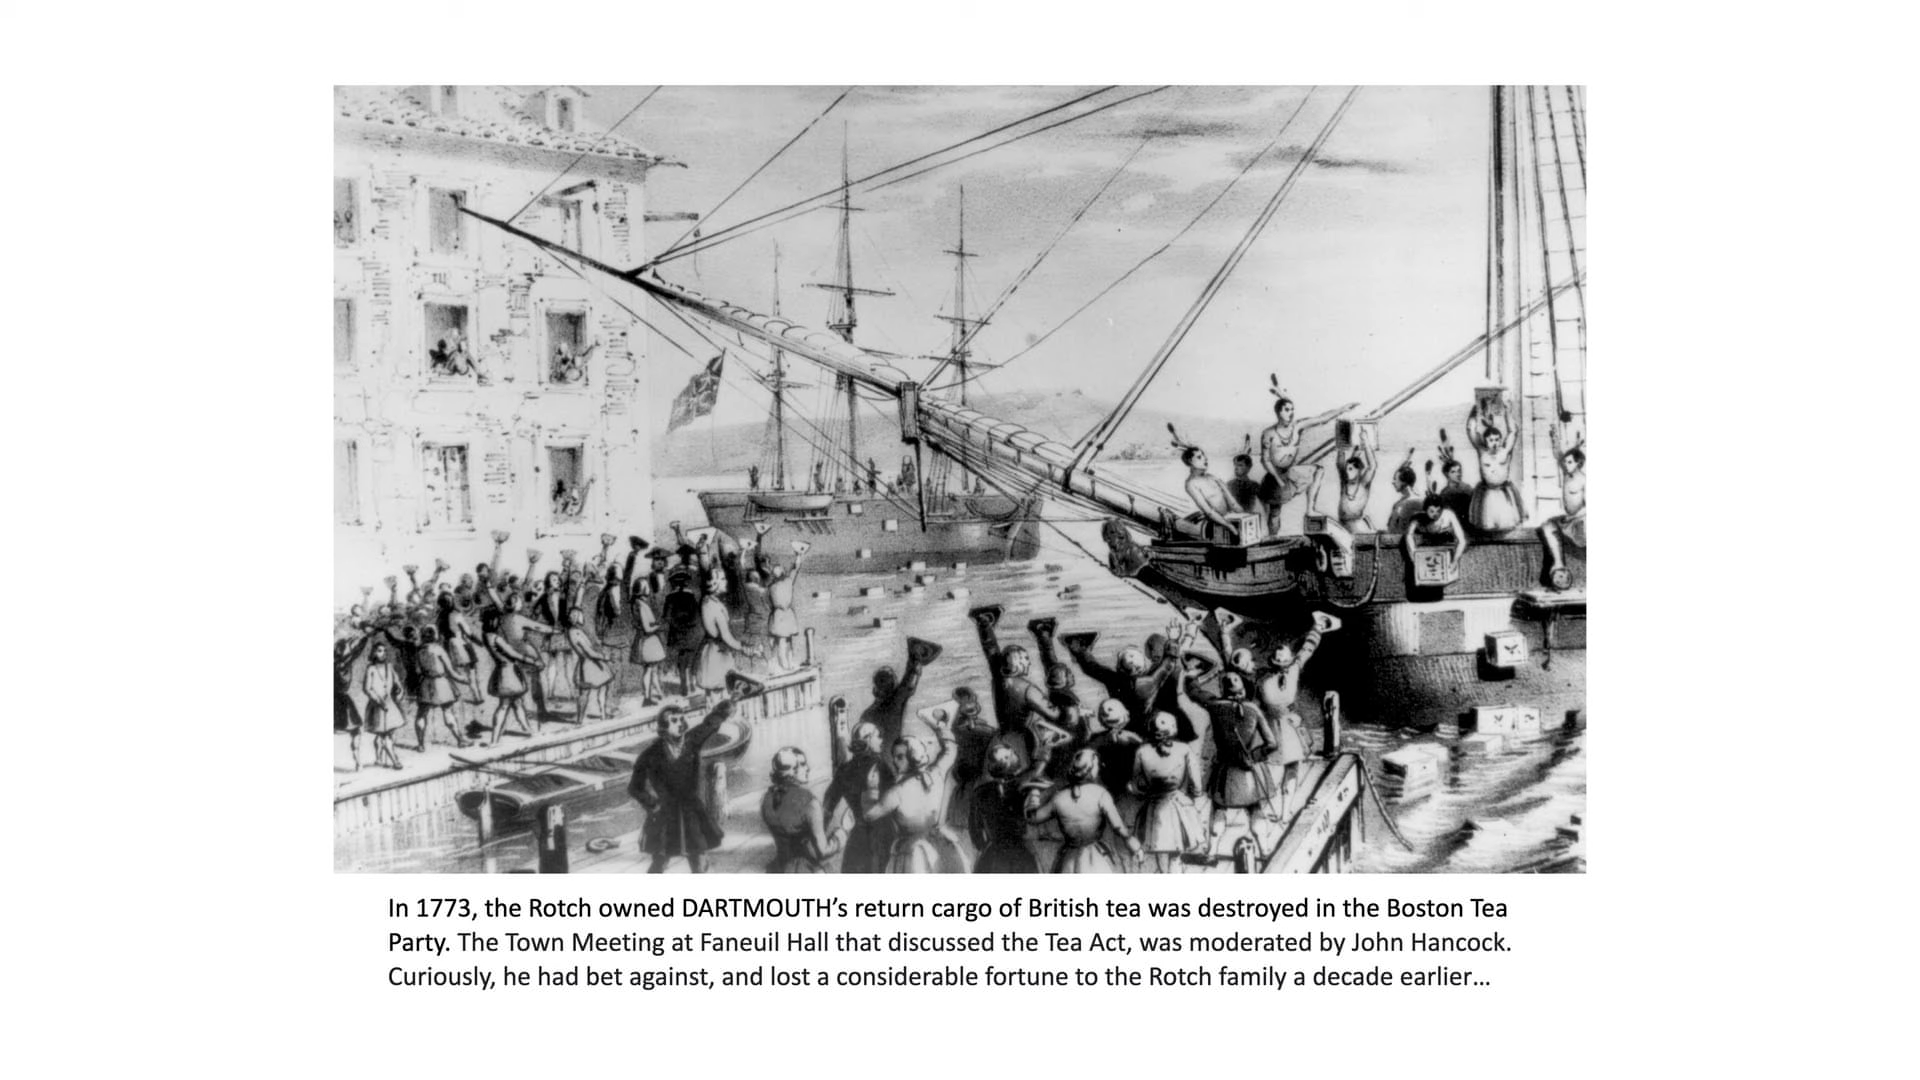 In 1773, the Rotch owned DARTMOUTH’s return cargo of British tea was destroyed in the Boston Tea
Party. The Town Meeting at Faneuil Hall that discussed the Tea Act, was moderated by John Hancock.
Curiously, he had bet against, and lost a considerable fortune to the Rotch family a decade earlier…